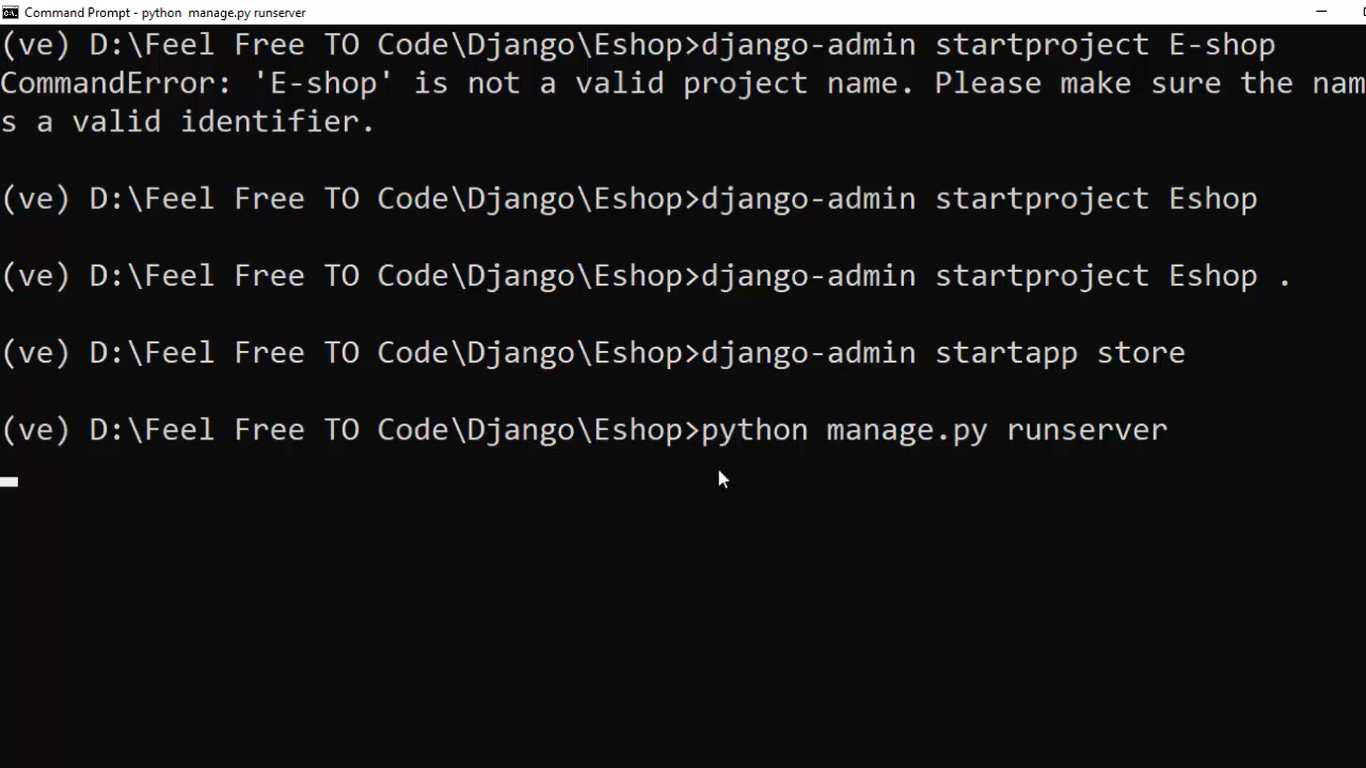 Command Prompt - python  manage.py runserver
(ve) D:\Feel Free TO Code\Django\Eshop>django-admin startproject E-shop
CommandError: 'E-shop' is not a valid project name. Please make sure the nam
s a valid identifier.
(ve) D:\Feel Free TO Code\Django\Eshop>django-admin startproject Eshop
(ve) D:\Feel Free TO Code\Django\Eshop>django-admin startproject Eshop .
(ve) D:\Feel Free TO Code\Django\Eshop>django-admin startapp store
(ve) D:\Feel Free TO Code\Django\Eshop>python manage.py runserver